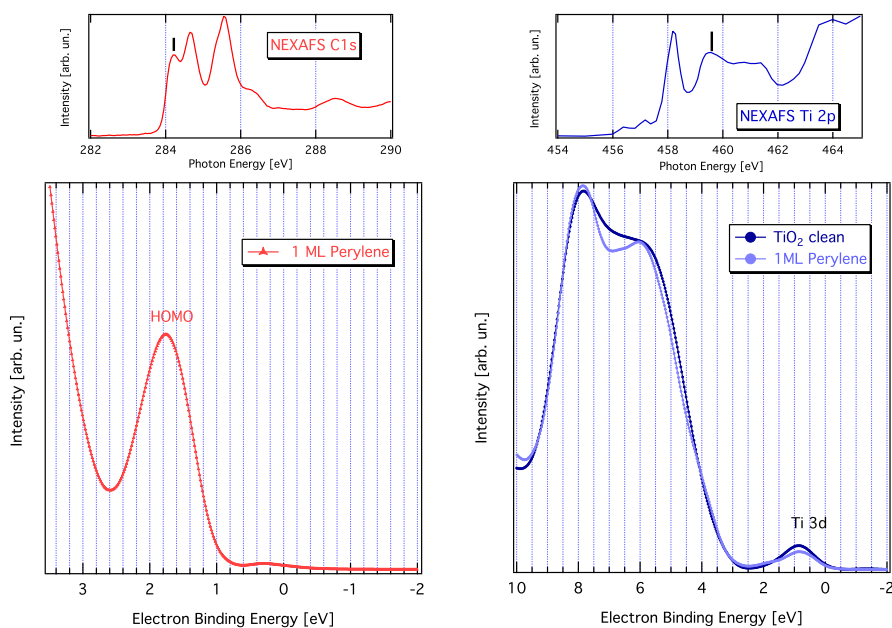 Intensity [arb. un.]
NEXAFS C1s
282 284 286 288 290
Photon Energy [eV]
Intensity [arb. un.]
NEXAFS Ti 2p
454 456 458 460 462 464
Photon Energy [eV]
Intensity [arb. un.]
1 ML Perylene
HOMO
3 2 1 0 -1 -2
Electron Binding Energy [eV]
Intensity [arb. un.]
TiO₂ clean
1ML Perylene
Ti 3d
10 8 6 4 2 0 -2
Electron Binding Energy [eV]